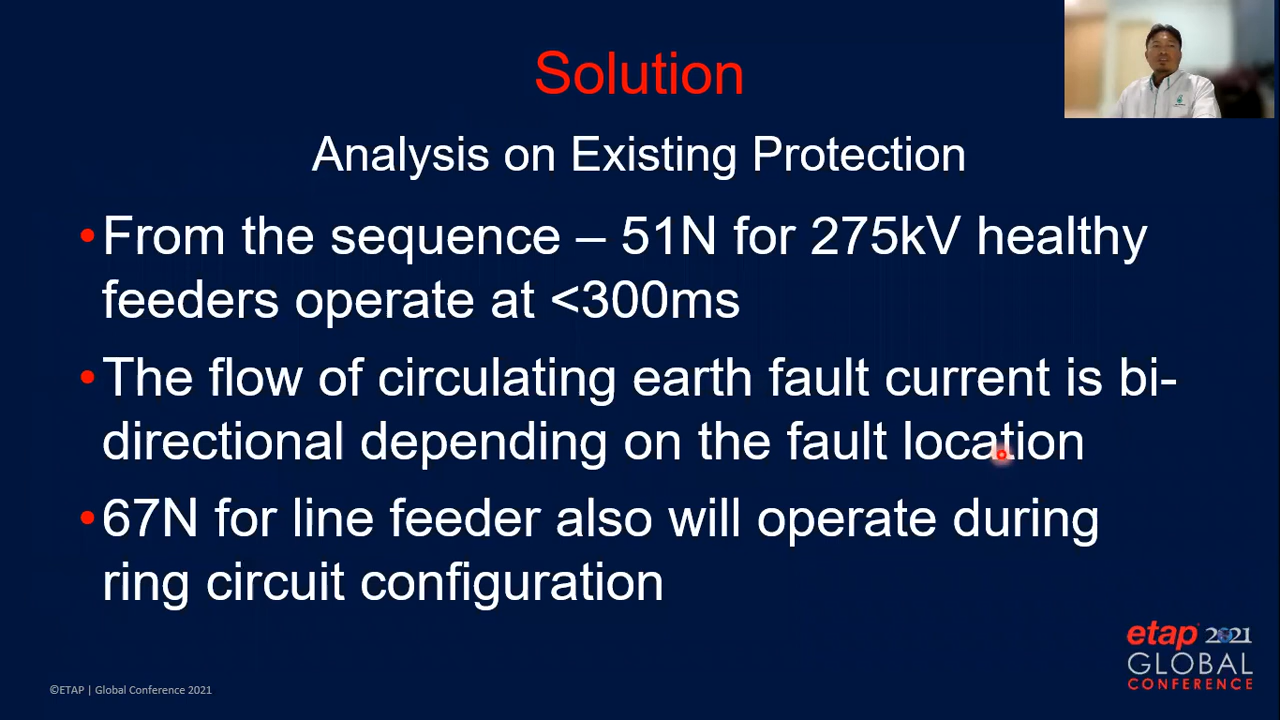 Solution
Analysis on Existing Protection
•From the sequence – 51N for 275kV healthy
feeders operate at <300ms
•The flow of circulating earth fault current is bi-
directional depending on the fault location
•67N for line feeder also will operate during
ring circuit configuration
etap 2021
GLOBAL
CONFERENCE
©ETAP | Global Conference 2021